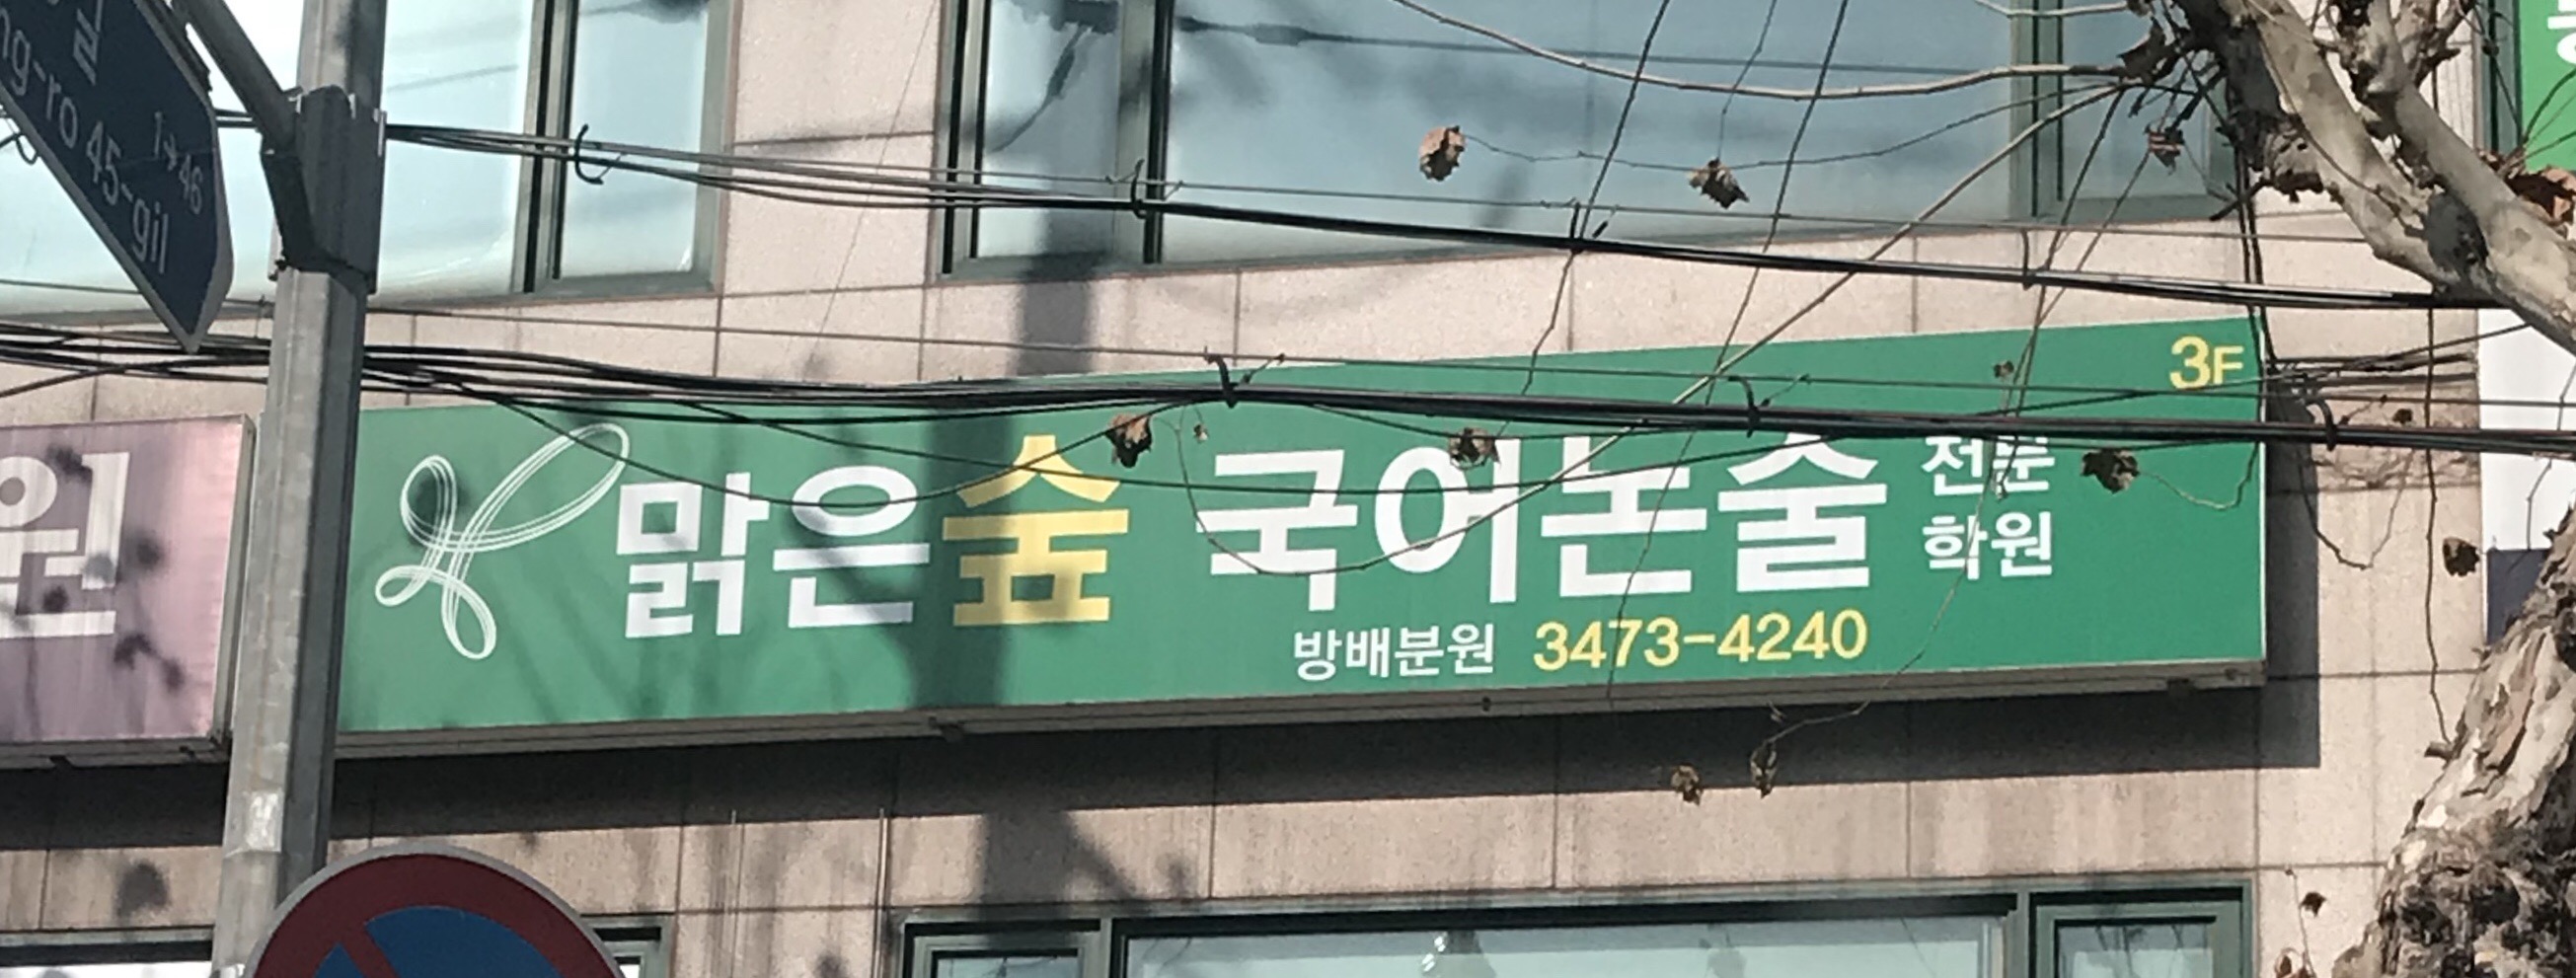 ng-ro 45-gil
1→46
원
3F
맑은숲 국어논술 전문
학원
방배분원 3473-4240